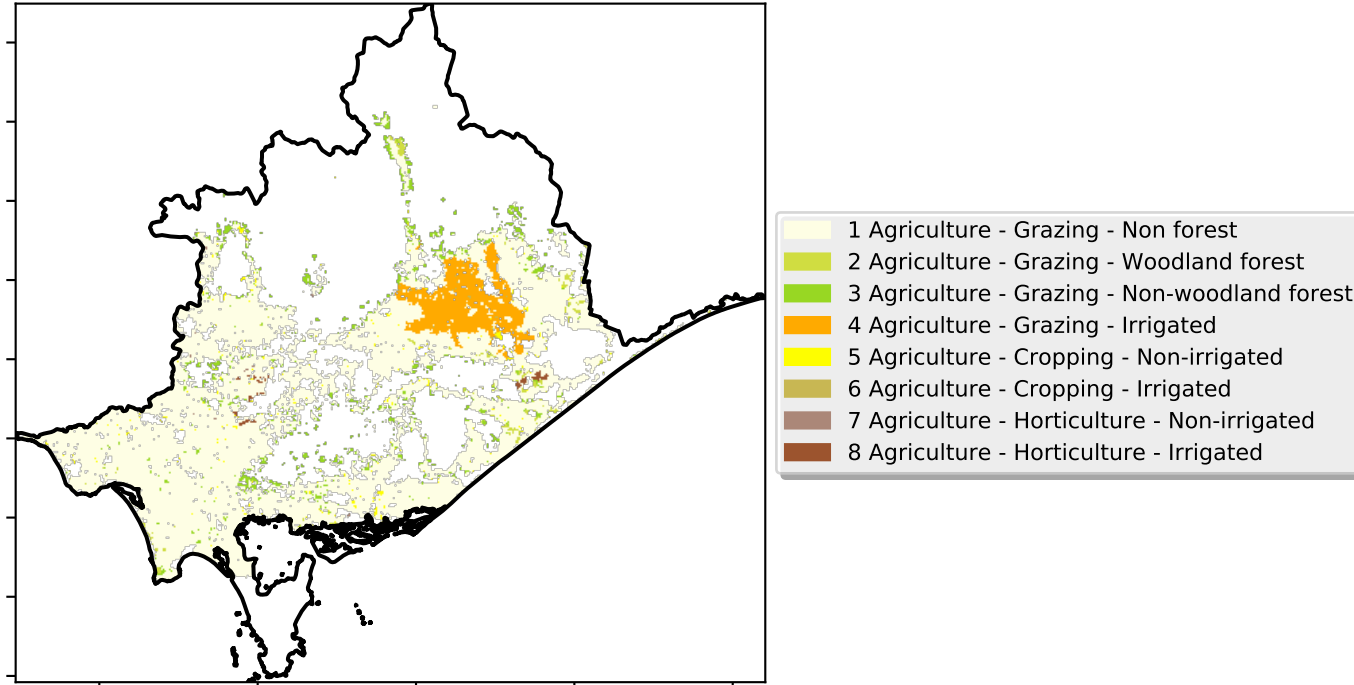 1 Agriculture - Grazing - Non forest
2 Agriculture - Grazing - Woodland forest
3 Agriculture - Grazing - Non-woodland forest
4 Agriculture - Grazing - Irrigated
5 Agriculture - Cropping - Non-irrigated
6 Agriculture - Cropping - Irrigated
7 Agriculture - Horticulture - Non-irrigated
8 Agriculture - Horticulture - Irrigated